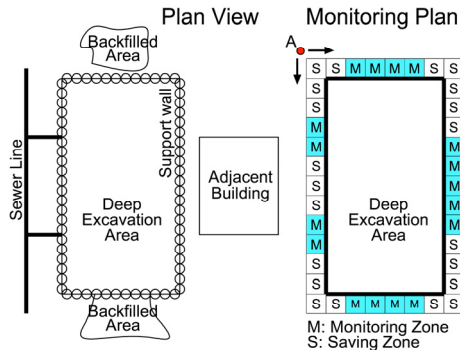 Plan View
Backfilled
Area
Sewer Line
Support wall
Deep
Excavation
Area
Adjacent
Building
Backfilled
Area
Monitoring Plan
A
S S M M M M S S
S S
S S
M S
M M
S M
S M
S M
M M
M S
S S
S S
S S M M M M S S
Deep
Excavation
Area
M: Monitoring Zone
S: Saving Zone